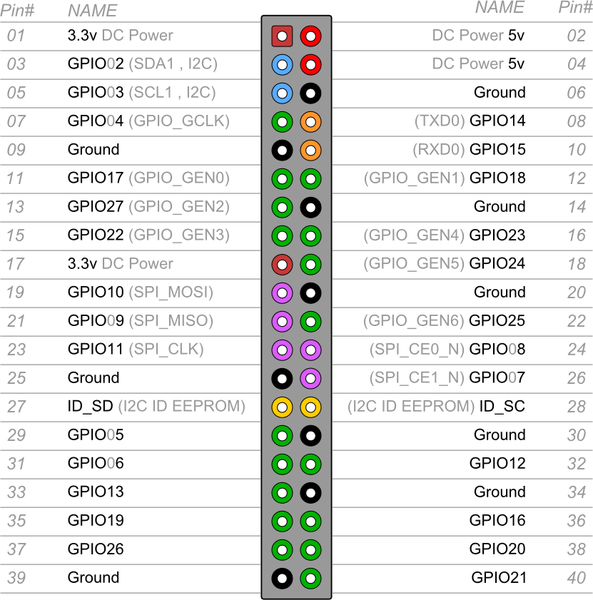 Pin# NAME NAME Pin#
01 3.3v DC Power DC Power 5v 02
03 GPIO02 (SDA1 , I2C) DC Power 5v 04
05 GPIO03 (SCL1 , I2C) Ground 06
07 GPIO04 (GPIO_GCLK) (TXD0) GPIO14 08
09 Ground (RXD0) GPIO15 10
11 GPIO17 (GPIO_GEN0) (GPIO_GEN1) GPIO18 12
13 GPIO27 (GPIO_GEN2) Ground 14
15 GPIO22 (GPIO_GEN3) (GPIO_GEN4) GPIO23 16
17 3.3v DC Power (GPIO_GEN5) GPIO24 18
19 GPIO10 (SPI_MOSI) Ground 20
21 GPIO09 (SPI_MISO) (GPIO_GEN6) GPIO25 22
23 GPIO11 (SPI_CLK) (SPI_CE0_N) GPIO08 24
25 Ground (SPI_CE1_N) GPIO07 26
27 ID_SD (I2C ID EEPROM) (I2C ID EEPROM) ID_SC 28
29 GPIO05 Ground 30
31 GPIO06 GPIO12 32
33 GPIO13 Ground 34
35 GPIO19 GPIO16 36
37 GPIO26 GPIO20 38
39 Ground GPIO21 40